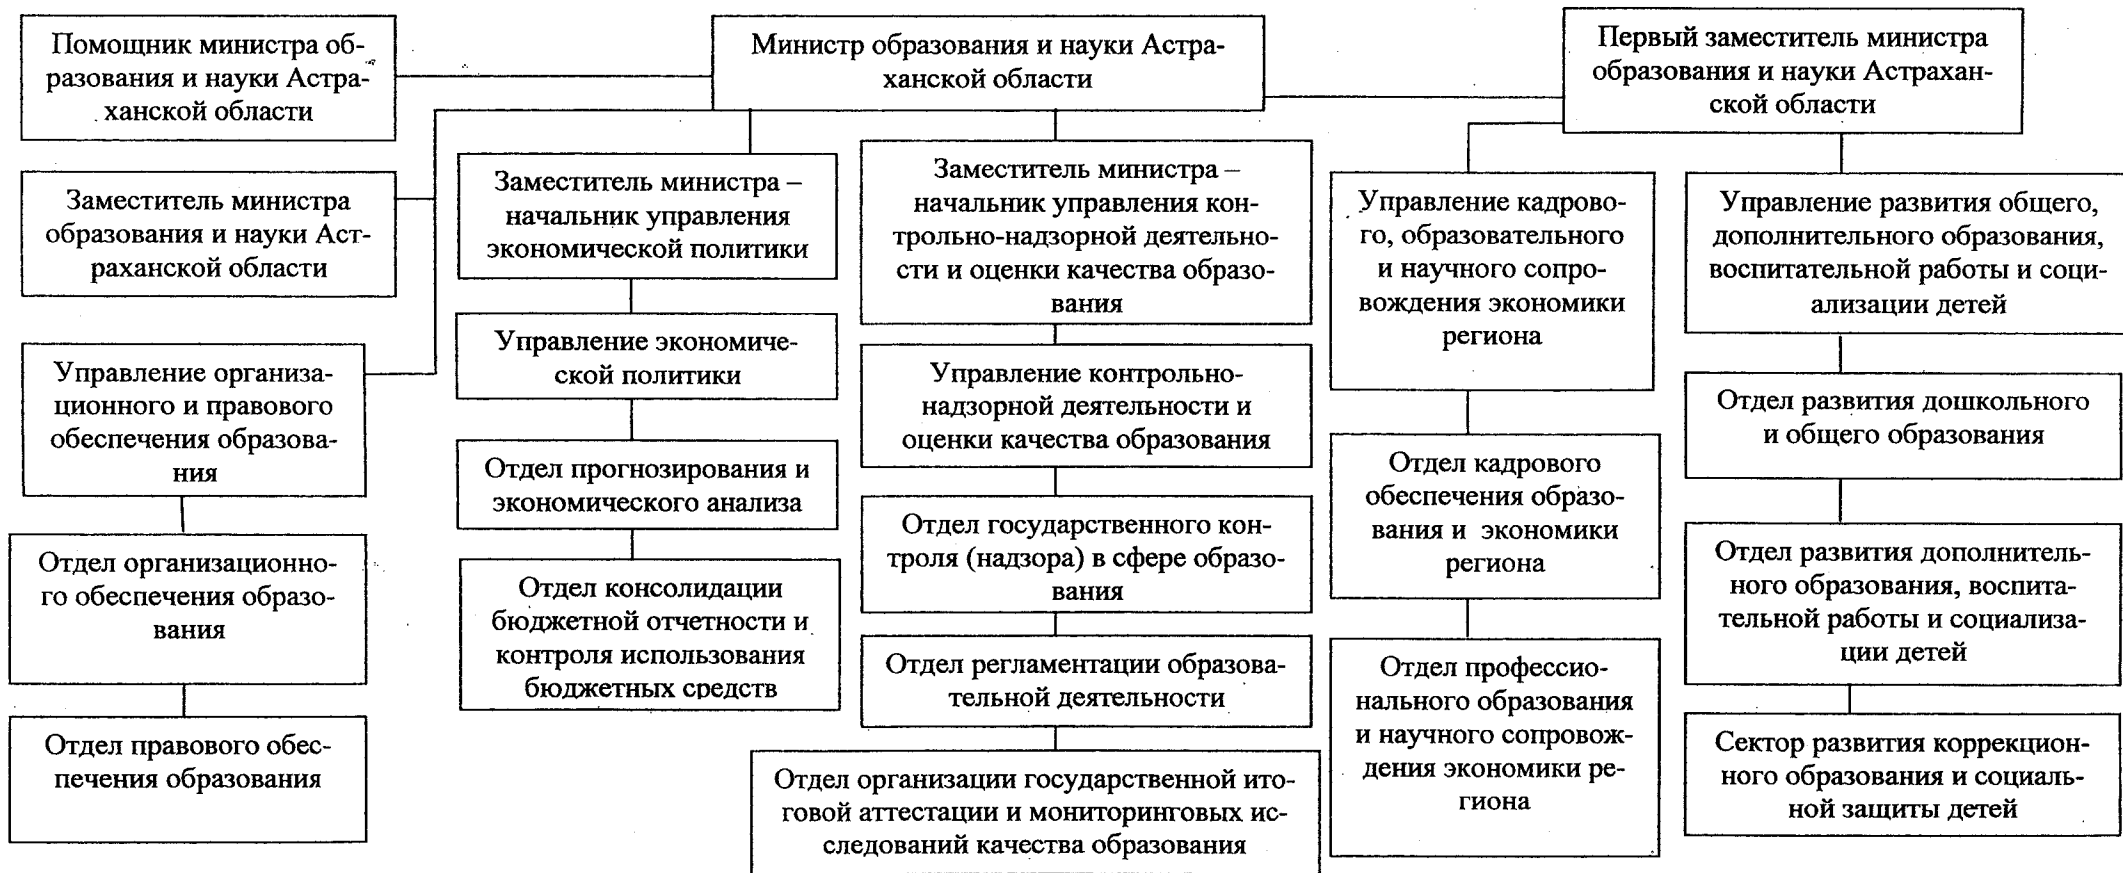 Помощник министра об-
разования и науки Астра-
ханской области
Министр образования и науки Астра-
ханской области
Первый заместитель министра
образования и науки Астрахан-
ской области
Заместитель министра
образования и науки Аст-
раханской области
Заместитель министра –
начальник управления
экономической политики
Заместитель министра –
начальник управления кон-
трольно-надзорной деятельно-
сти и оценки качества образо-
вания
Управление кадрово-
го, образовательного
и научного сопро-
вождения экономики
региона
Управление развития общего,
дополнительного образования,
воспитательной работы и соци-
ализации детей
Управление организа-
ционного и правового
обеспечения образова-
ния
Управление экономиче-
ской политики
Управление контрольно-
надзорной деятельности и
оценки качества образования
Отдел развития дошкольного
и общего образования
Отдел прогнозирования и
экономического анализа
Отдел кадрового
обеспечения образо-
вания и экономики
региона
Отдел государственного кон-
троля (надзора) в сфере образо-
вания
Отдел развития дополнитель-
ного образования, воспита-
тельной работы и социализа-
ции детей
Отдел организационно-
го обеспечения образо-
вания
Отдел консолидации
бюджетной отчетности и
контроля использования
бюджетных средств
Отдел регламентации образова-
тельной деятельности
Отдел професcио-
нального образования
и научного сопровож-
дения экономики ре-
гиона
Отдел правового обес-
печения образования
Сектор развития коррекцион-
ного образования и социаль-
ной защиты детей
Отдел организации государственной ито-
говой аттестации и мониторинговых ис-
следований качества образования